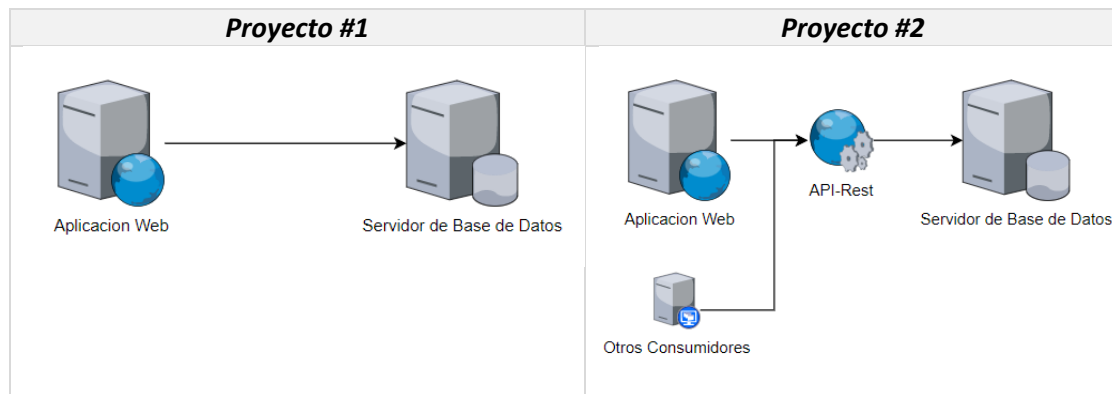 Proyecto #1
Proyecto #2
Aplicacion Web
Servidor de Base de Datos
Aplicacion Web
API-Rest
Servidor de Base de Datos
Otros Consumidores